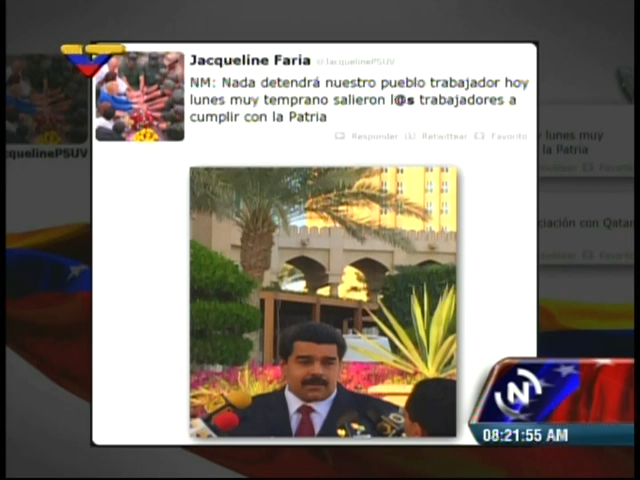 Jacqueline Faria @JacquelinePSUV
NM: Nada detendrá nuestro pueblo trabajador hoy
lunes muy temprano salieron l@s trabajadores a
cumplir con la Patria
Responder Retwittear Favorito
cquelinePSUV
lunes muy
la Patria
ciación con Qatar
N
08:21:55 AM